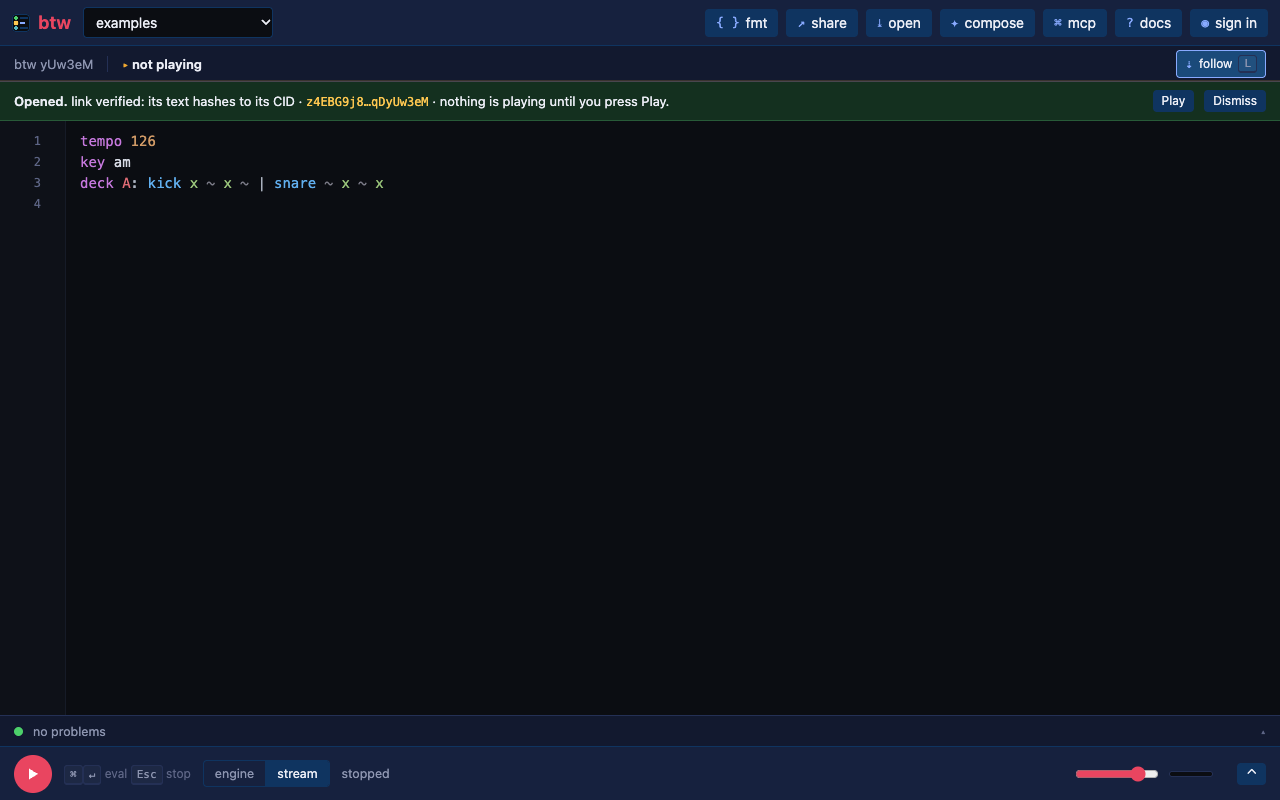 btw examples { } fmt ↗ share ↓ open + compose ⌘ mcp ? docs sign in
btw yUw3eM ▸ not playing ↓ follow L
Opened. link verified: its text hashes to its CID · z4EBG9j8…qDyUw3eM · nothing is playing until you press Play. Play Dismiss
1 tempo 126
2 key am
3 deck A: kick x ~ x ~ | snare ~ x ~ x
4
no problems
⌘ ↵ eval Esc stop engine stream stopped